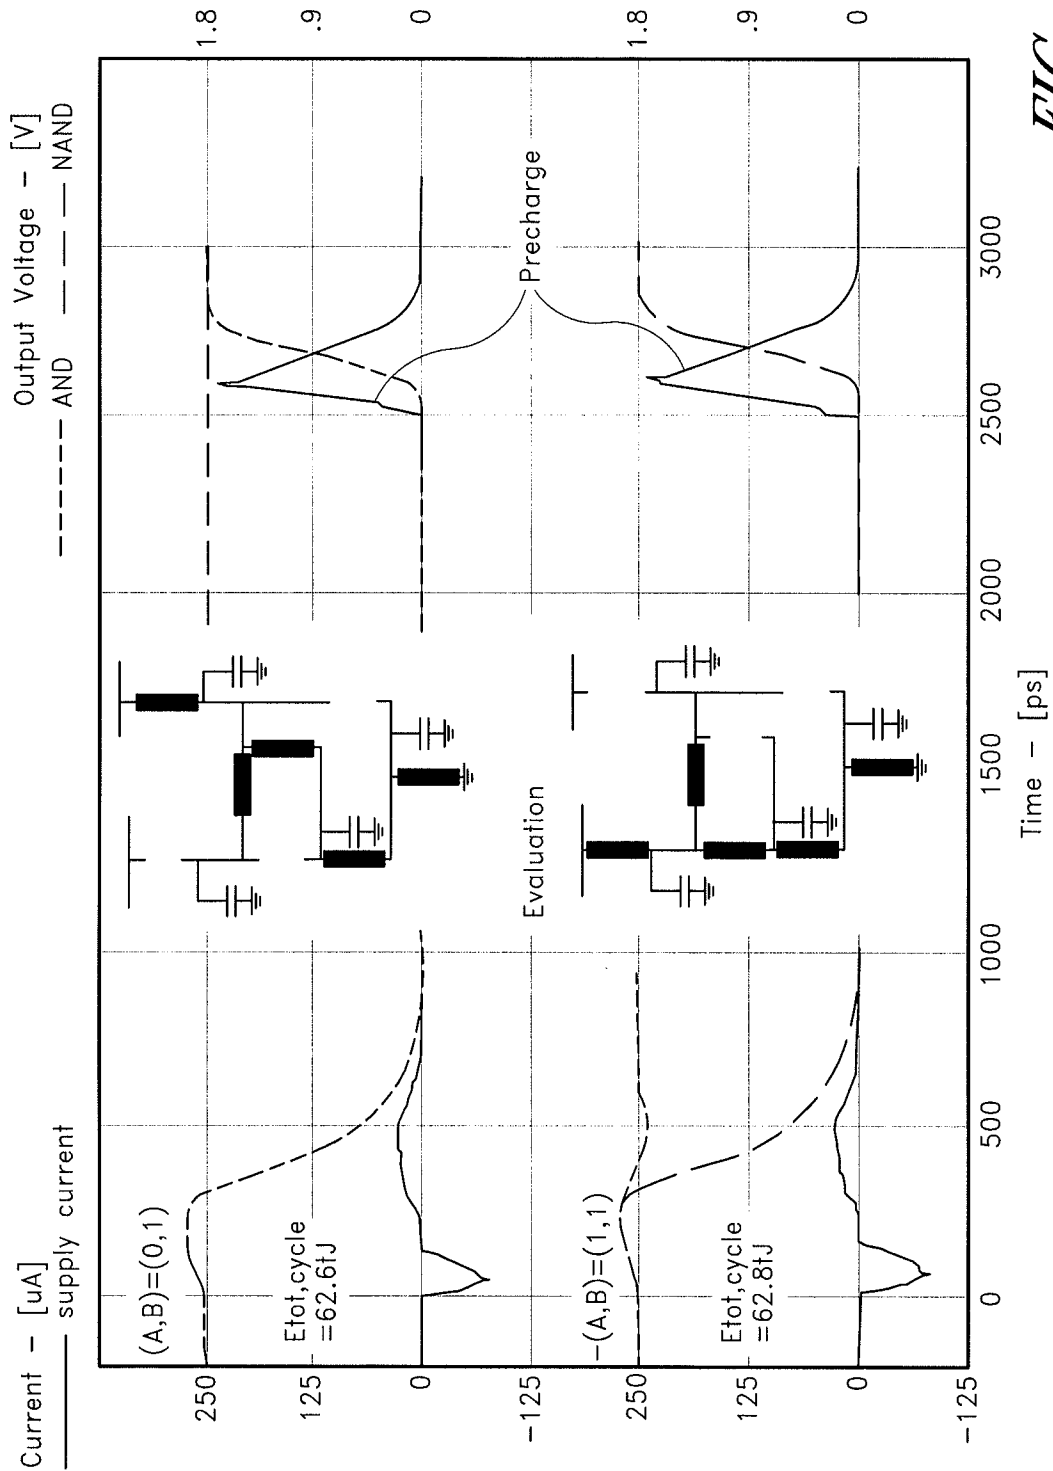 Current - [uA]
——— supply current
Output Voltage - [V]
----- AND — — NAND
250
125
0
-125
250
125
0
-125
1.8
.9
0
1.8
.9
0
(A,B)=(0,1)
Etot,cycle
=62.6fJ
Evaluation
Precharge
-(A,B)=(1,1)
Etot,cycle
=62.8fJ
0
500
1000
1500
2000
2500
3000
Time - [ps]
FIG